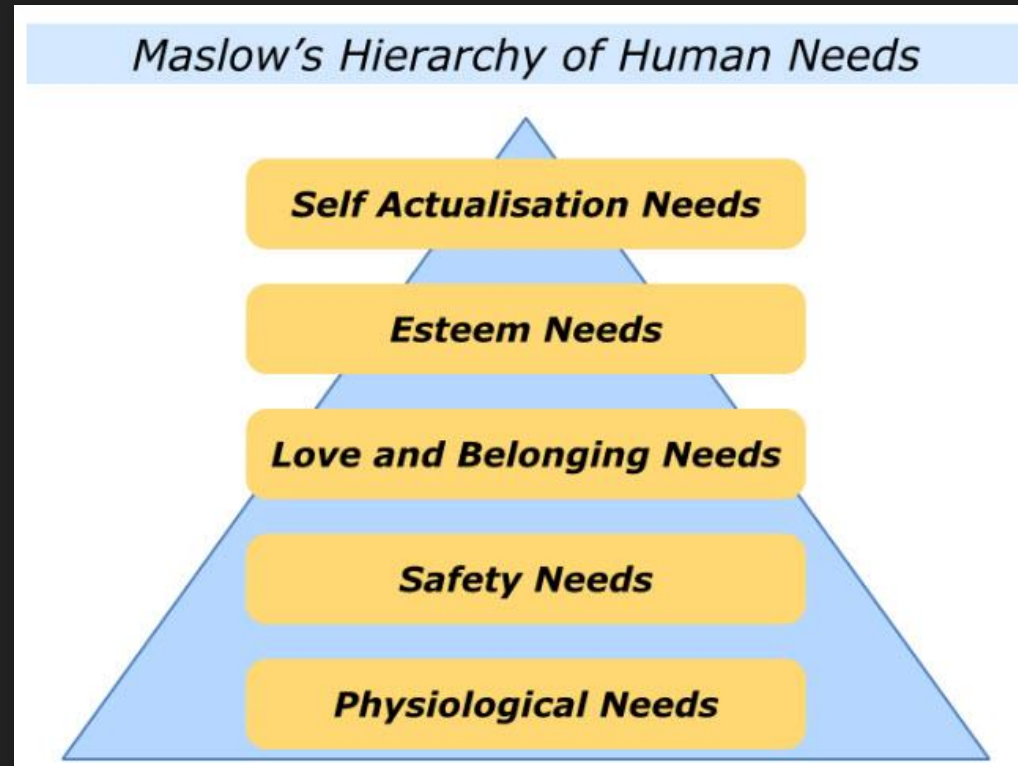 Maslow's Hierarchy of Human Needs
Self Actualisation Needs
Esteem Needs
Love and Belonging Needs
Safety Needs
Physiological Needs